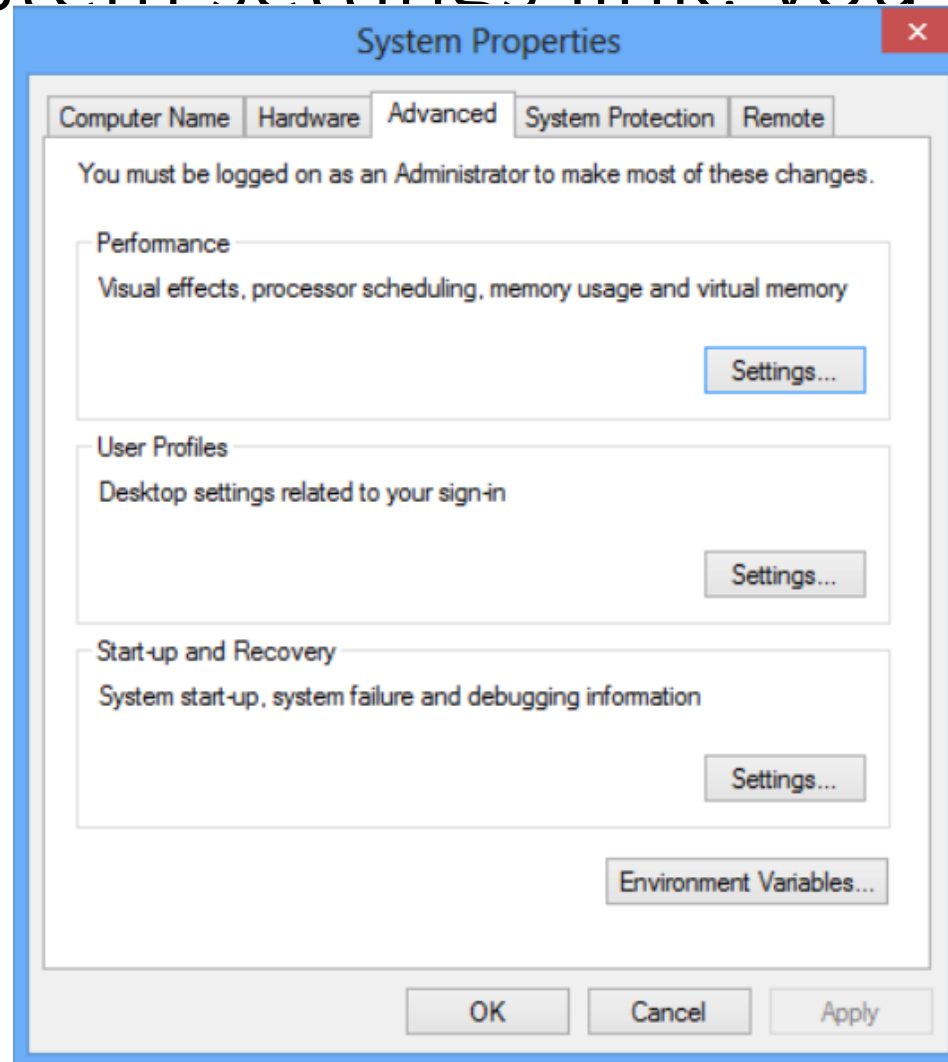 System Properties
Computer Name Hardware Advanced System Protection Remote
You must be logged on as an Administrator to make most of these changes.
Performance
Visual effects, processor scheduling, memory usage and virtual memory
Settings...
User Profiles
Desktop settings related to your sign-in
Settings...
Start-up and Recovery
System start-up, system failure and debugging information
Settings...
Environment Variables...
OK Cancel Apply